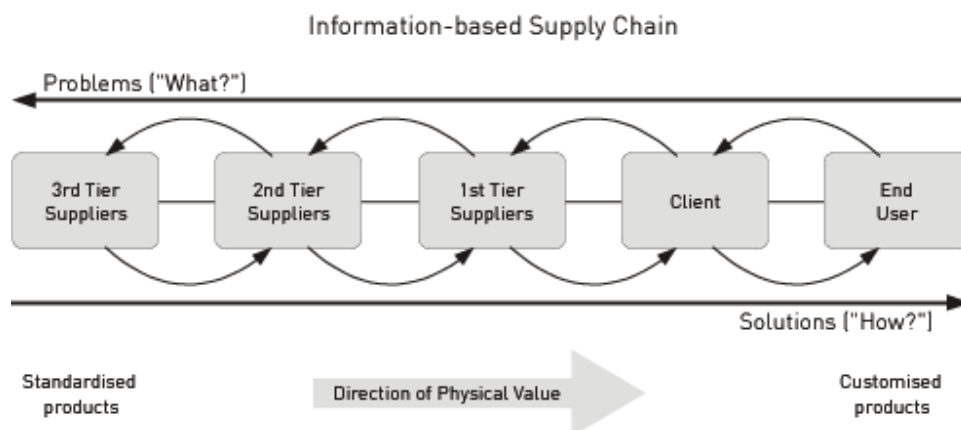 Information-based Supply Chain
Problems ("What?")
3rd Tier
Suppliers
2nd Tier
Suppliers
1st Tier
Suppliers
Client
End
User
Solutions ("How?")
Standardised
products
Direction of Physical Value
Customised
products